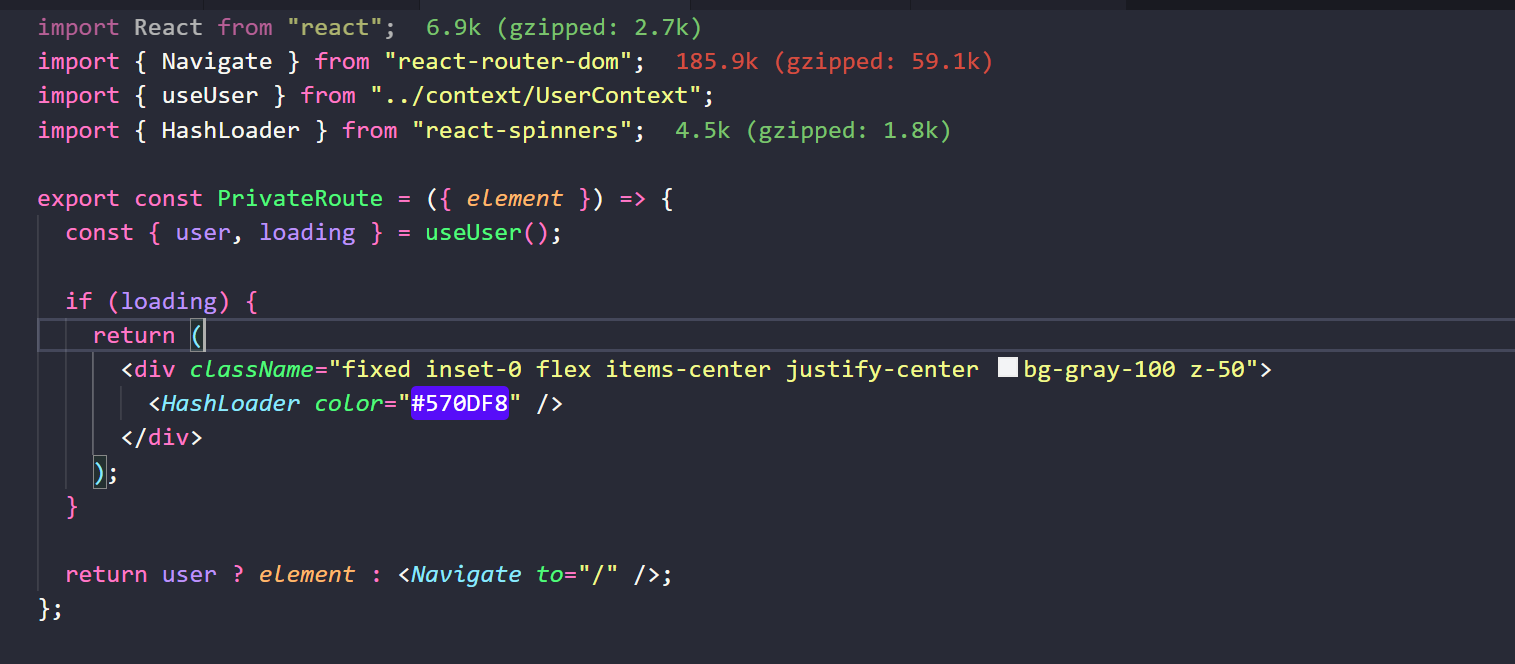 import React from "react";  6.9k (gzipped: 2.7k)
import { Navigate } from "react-router-dom";  185.9k (gzipped: 59.1k)
import { useUser } from "../context/UserContext";
import { HashLoader } from "react-spinners";  4.5k (gzipped: 1.8k)

export const PrivateRoute = ({ element }) => {
  const { user, loading } = useUser();

  if (loading) {
    return (
      <div className="fixed inset-0 flex items-center justify-center bg-gray-100 z-50">
        <HashLoader color="#570DF8" />
      </div>
    );
  }

  return user ? element : <Navigate to="/" />;
};